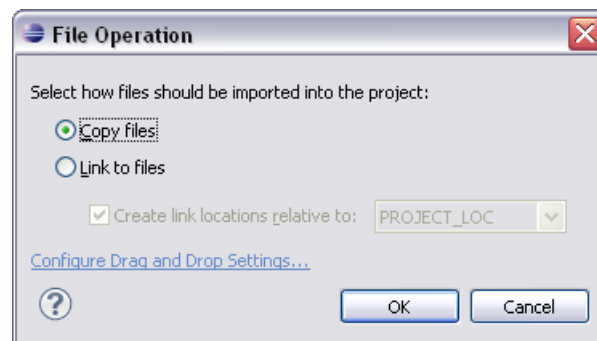 File Operation
Select how files should be imported into the project:
Copy files
Link to files
Create link locations relative to: PROJECT_LOC
Configure Drag and Drop Settings...
? OK Cancel